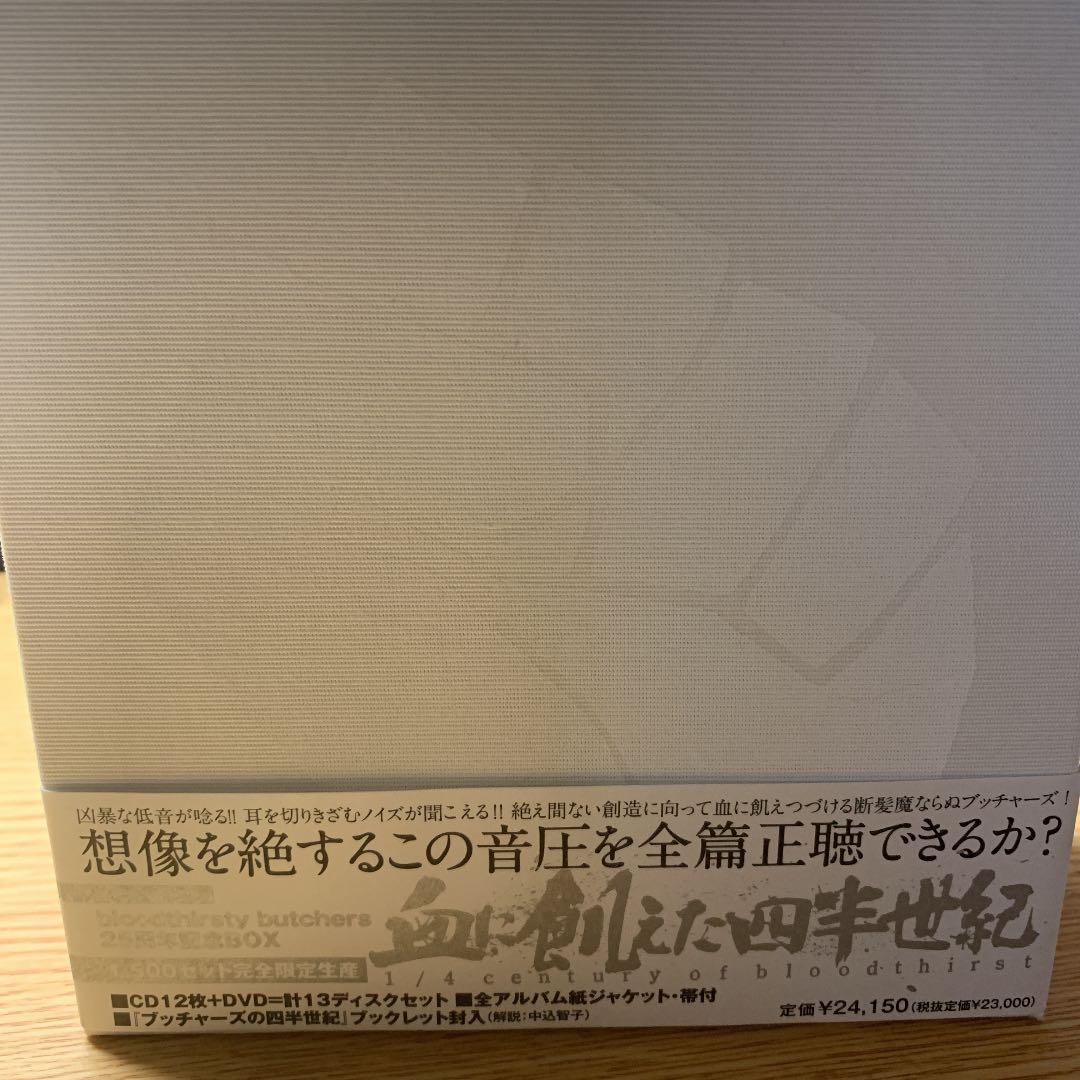 凶暴な低音が唸る!! 耳を切りきざむノイズが聞こえる!! 絶え間ない創造に向って血に飢えつづける断髪魔ならぬブッチャーズ!
想像を絶するこの音圧を全篇正聴できるか?
bloodthirsty butchers
25周年記念BOX
1,500セット完全限定生産
血に飢えた四半世紀
1/4 century of bloodthirst
■CD12枚+DVD=計13ディスクセット ■全アルバム紙ジャケット・帯付
■『ブッチャーズの四半世紀』ブックレット封入(解説:中込智子)
定価¥24,150(税抜定価¥23,000)